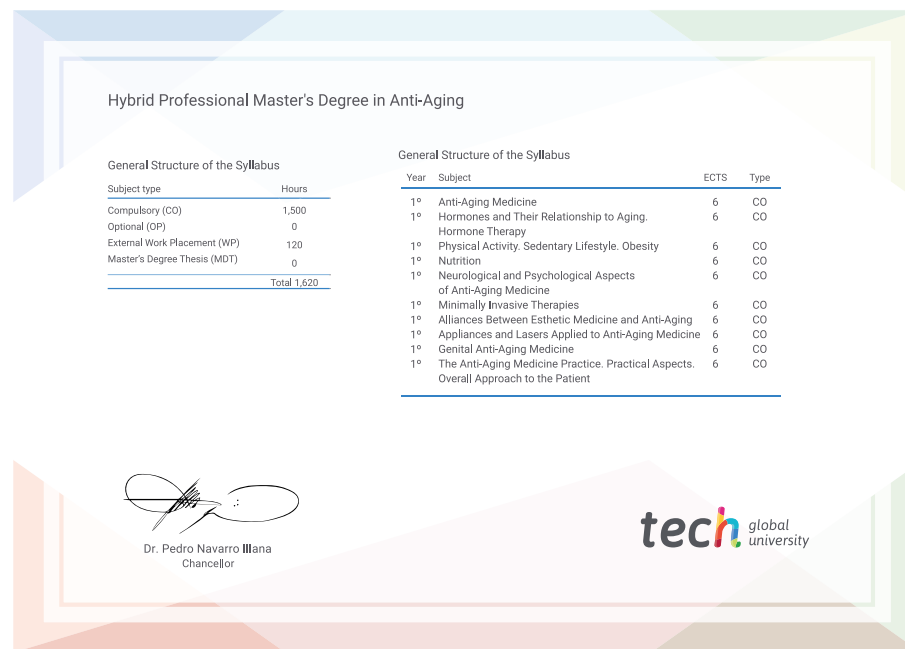 Hybrid Professional Master's Degree in Anti-Aging
General Structure of the Syllabus
Subject type Hours
Compulsory (CO) 1,500
Optional (OP) 0
External Work Placement (WP) 120
Master's Degree Thesis (MDT) 0
Total 1,620
General Structure of the Syllabus
Year Subject ECTS Type
1º Anti-Aging Medicine 6 CO
1º Hormones and Their Relationship to Aging. 6 CO
Hormone Therapy
1º Physical Activity. Sedentary Lifestyle. Obesity 6 CO
1º Nutrition 6 CO
1º Neurological and Psychological Aspects 6 CO
of Anti-Aging Medicine
1º Minimally Invasive Therapies 6 CO
1º Alliances Between Esthetic Medicine and Anti-Aging 6 CO
1º Appliances and Lasers Applied to Anti-Aging Medicine 6 CO
1º Genital Anti-Aging Medicine 6 CO
1º The Anti-Aging Medicine Practice. Practical Aspects. 6 CO
Overall Approach to the Patient
Dr. Pedro Navarro Illana
Chancellor
tech global
university